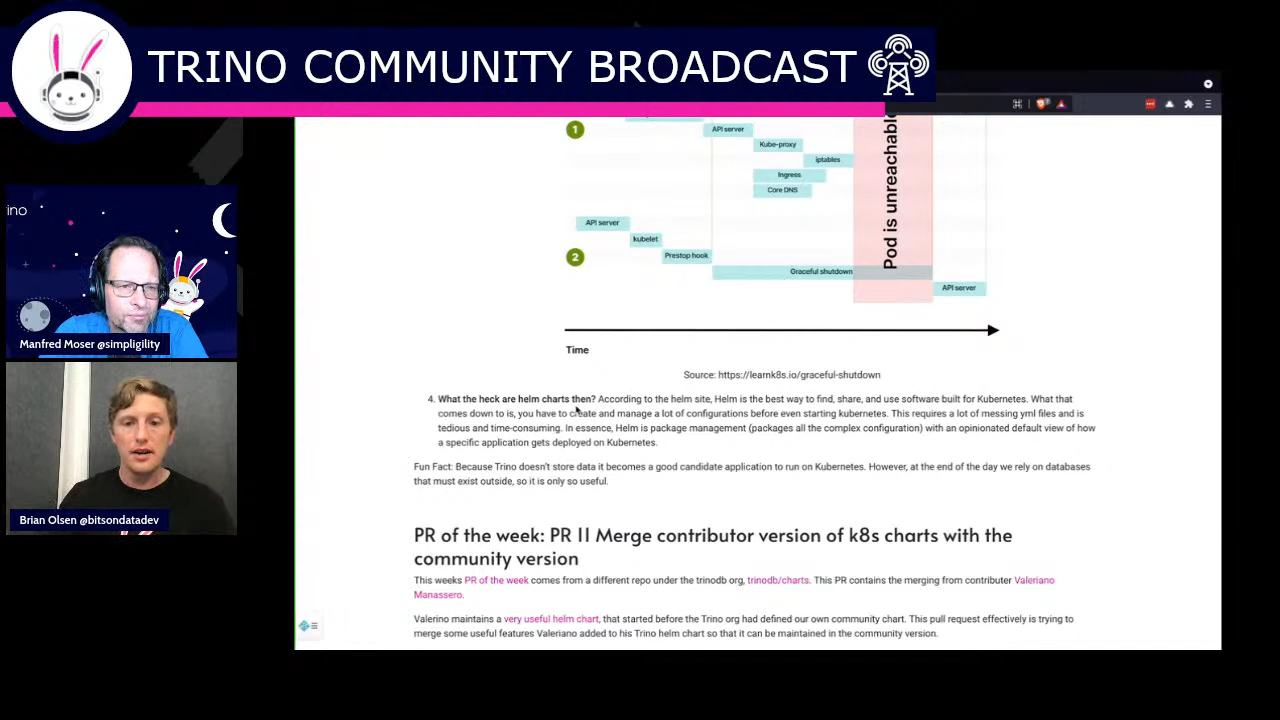 TRINO COMMUNITY BROADCAST
ino
Manfred Moser @simpligility
Brian Olsen @bitsondatadev
1
API server
Kube-proxy
iptables
Ingress
Core DNS
Pod is unreachable
API server
kubelet
2
Prestop hook
Graceful shutdown
API server
Time
Source: https://learnk8s.io/graceful-shutdown
4. What the heck are helm charts then? According to the helm site, Helm is the best way to find, share, and use software built for Kubernetes. What that
comes down to is, you have to create and manage a lot of configurations before even starting kubernetes. This requires a lot of messing yml files and is
tedious and time-consuming. In essence, Helm is package management (packages all the complex configuration) with an opinionated default view of how
a specific application gets deployed on Kubernetes.
Fun Fact: Because Trino doesn't store data it becomes a good candidate application to run on Kubernetes. However, at the end of the day we rely on databases
that must exist outside, so it is only so useful.
PR of the week: PR 11 Merge contributor version of k8s charts with the
community version
This weeks PR of the week comes from a different repo under the trinodb org, trinodb/charts. This PR contains the merging from contributor Valeriano
Manassero.
Valerino maintains a very useful helm chart, that started before the Trino org had defined our own community chart. This pull request effectively is trying to
merge some useful features Valeriano added to his Trino helm chart so that it can be maintained in the community version.